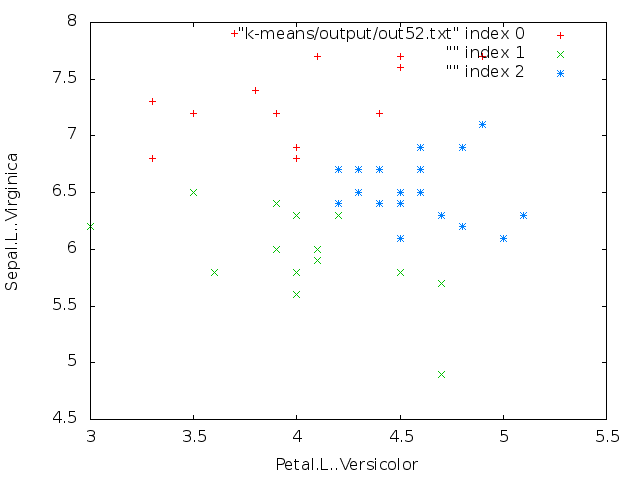 "k-means/output/out52.txt" index 0
"" index 1
"" index 2
8
7.5
7
6.5
6
5.5
5
4.5
Sepal.L..Virginica
3 3.5 4 4.5 5 5.5
Petal.L..Versicolor